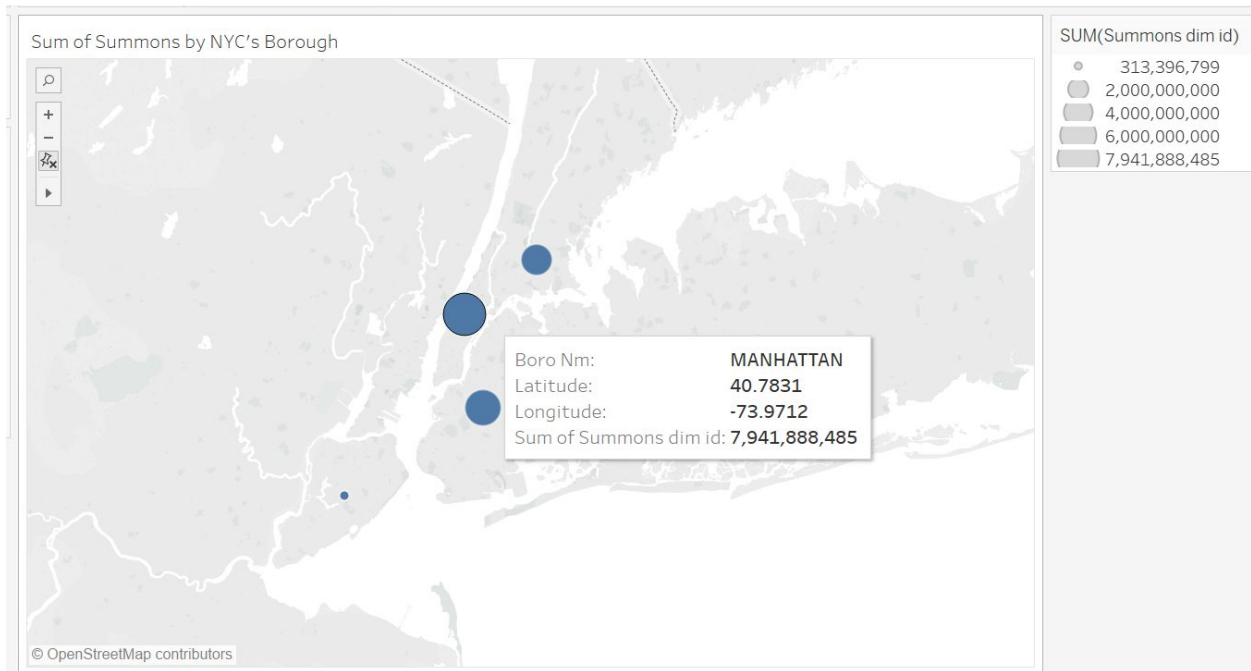 Sum of Summons by NYC's Borough
SUM(Summons dim id)
313,396,799
2,000,000,000
4,000,000,000
6,000,000,000
7,941,888,485
Boro Nm: MANHATTAN
Latitude: 40.7831
Longitude: -73.9712
Sum of Summons dim id: 7,941,888,485
© OpenStreetMap contributors